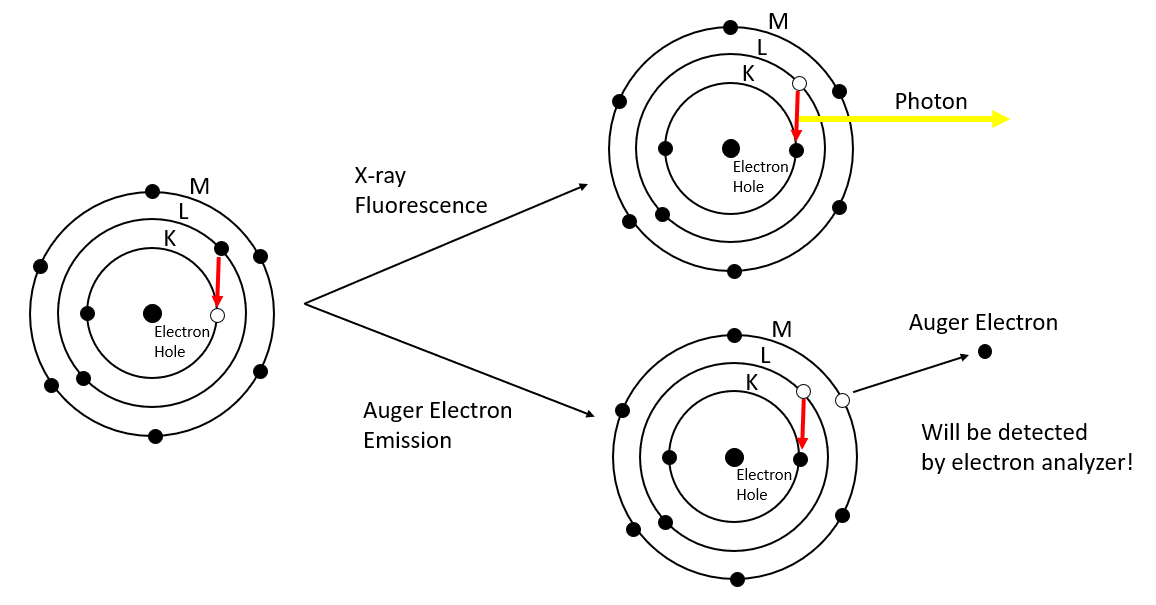 M
L
K
Electron
Hole
X-ray
Fluorescence
Auger Electron
Emission
M
L
K
Electron
Hole
Photon
M
L
K
Electron
Hole
Auger Electron
Will be detected
by electron analyzer!